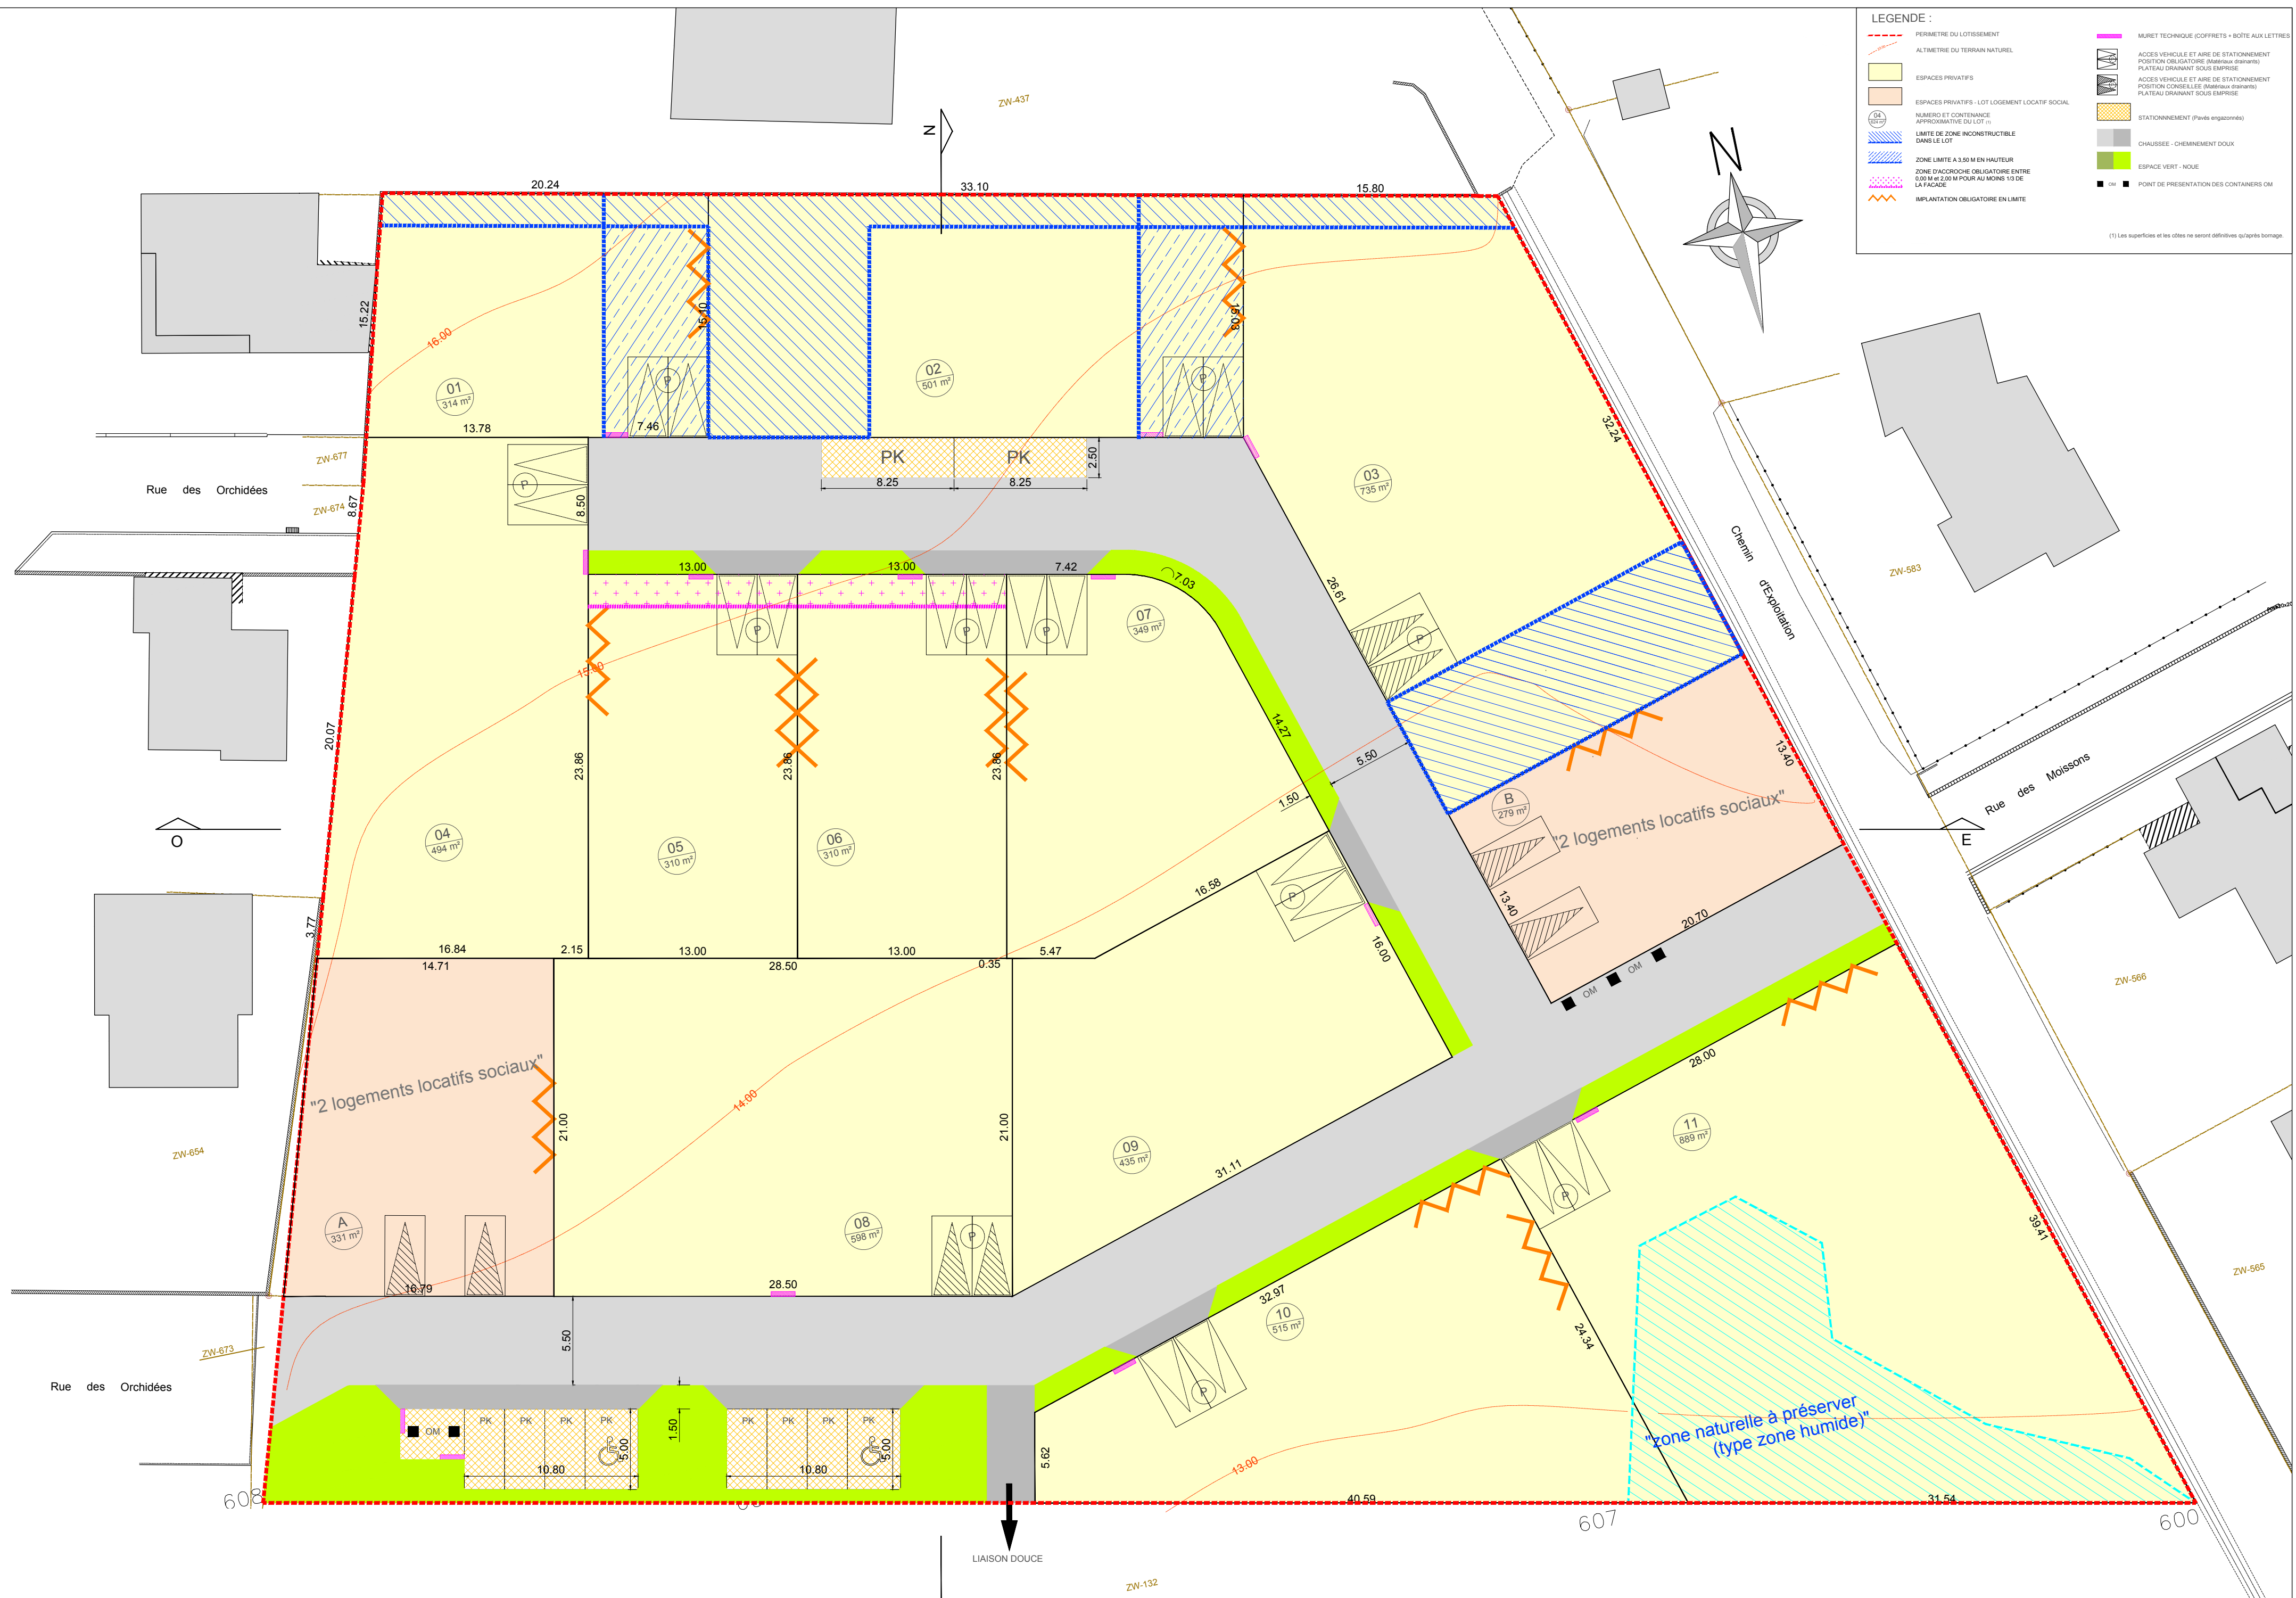 LEGENDE :
PERIMETRE DU LOTISSEMENT
ALTIMETRIE DU TERRAIN NATUREL
ESPACES PRIVATIFS
ESPACES PRIVATIFS - LOT LOGEMENT LOCATIF SOCIAL
04
NUMERO ET CONTENANCE
APPROXIMATIVE DU LOT (1)
LIMITE DE ZONE INCONSTRUCTIBLE
DANS LE LOT
ZONE LIMITE A 3,50 M EN HAUTEUR
ZONE D'ACCROCHE OBLIGATOIRE ENTRE
0,00 M et 2,00 M POUR AU MOINS 1/3 DE
LA FACADE
IMPLANTATION OBLIGATOIRE EN LIMITE
MURET TECHNIQUE (COFFRETS + BOÎTE AUX LETTRES
ACCES VEHICULE ET AIRE DE STATIONNEMENT
POSITION OBLIGATOIRE (Matériaux drainants)
PLATEAU DRAINANT SOUS EMPRISE
ACCES VEHICULE ET AIRE DE STATIONNEMENT
POSITION CONSEILLEE (Matériaux drainants)
PLATEAU DRAINANT SOUS EMPRISE
STATIONNNEMENT (Pavés engazonnés)
CHAUSSEE - CHEMINEMENT DOUX
ESPACE VERT - NOUE
OM
POINT DE PRESENTATION DES CONTAINERS OM
(1) Les superficies et les côtes ne seront définitives qu'après bornage.
ZW-437
N
N
20.24
33.10
15.80
15.22
16.00
15.10
15.03
01
314 m²
02
501 m²
P
P
13.78
7.46
ZW-677
Rue des Orchidées
ZW-674
8.67
P
8.50
PK
PK
2.50
8.25
8.25
03
735 m²
32.24
Chemin d'Exploitation
ZW-583
13.00
13.00
7.42
7.03
26.61
P
P
P
07
349 m²
P
15.00
20.07
23.86
23.86
23.86
14.27
5.50
1.50
13.40
Rue des Moissons
O
E
04
494 m²
05
310 m²
06
310 m²
B
279 m²
"2 logements locatifs sociaux"
16.58
P
13.40
20.70
3.77
16.84
2.15
13.00
13.00
5.47
14.71
28.50
0.35
16.00
OM
OM
ZW-566
"2 logements locatifs sociaux"
21.00
14.00
21.00
28.00
09
435 m²
31.11
11
889 m²
ZW-654
A
331 m²
08
598 m²
P
P
39.41
ZW-565
16.79
28.50
32.97
10
515 m²
24.34
ZW-673
5.50
Rue des Orchidées
P
"zone naturelle à préserver
(type zone humide)"
OM
PK
PK
PK
PK
5.00
1.50
PK
PK
PK
PK
5.00
10.80
10.80
5.62
13.00
608
40.59
31.54
607
600
LIAISON DOUCE
ZW-132